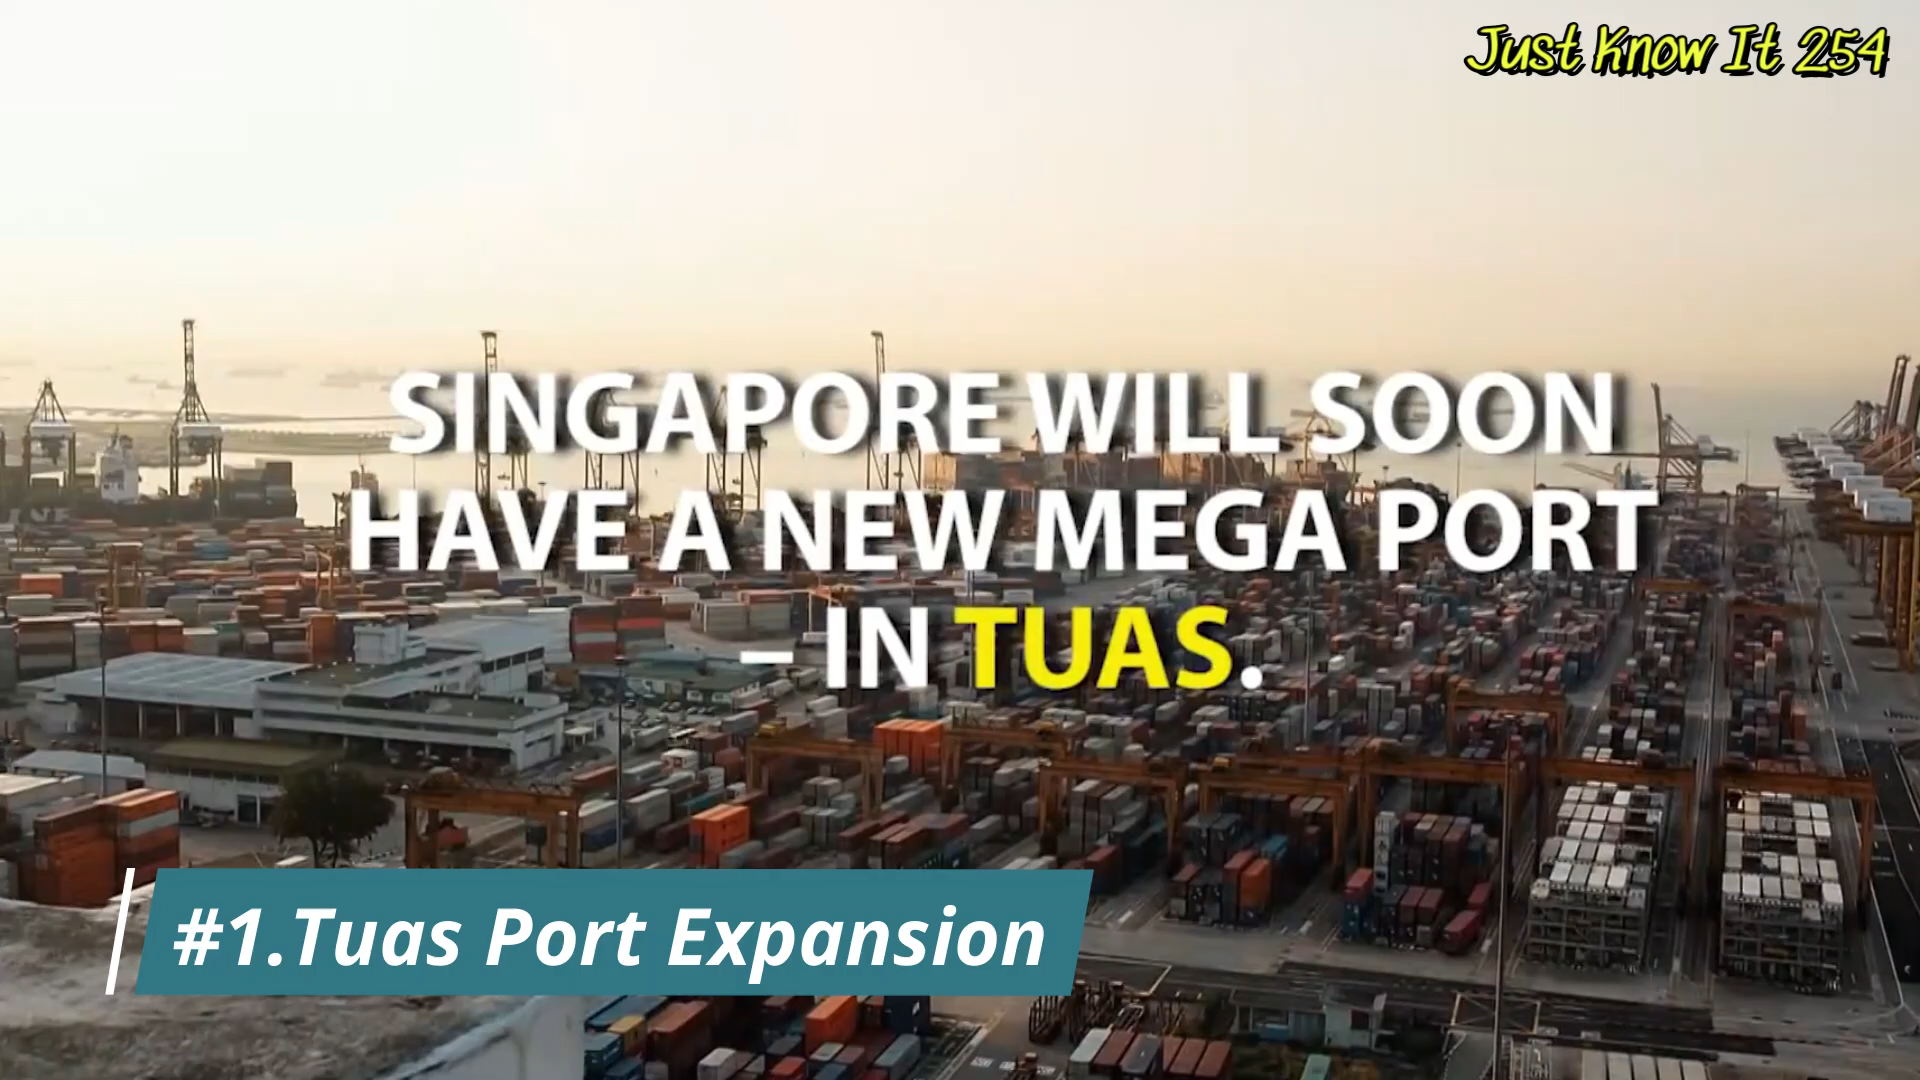 Just Know It 254
SINGAPORE WILL SOON
HAVE A NEW MEGA PORT
– IN TUAS.
#1.Tuas Port Expansion